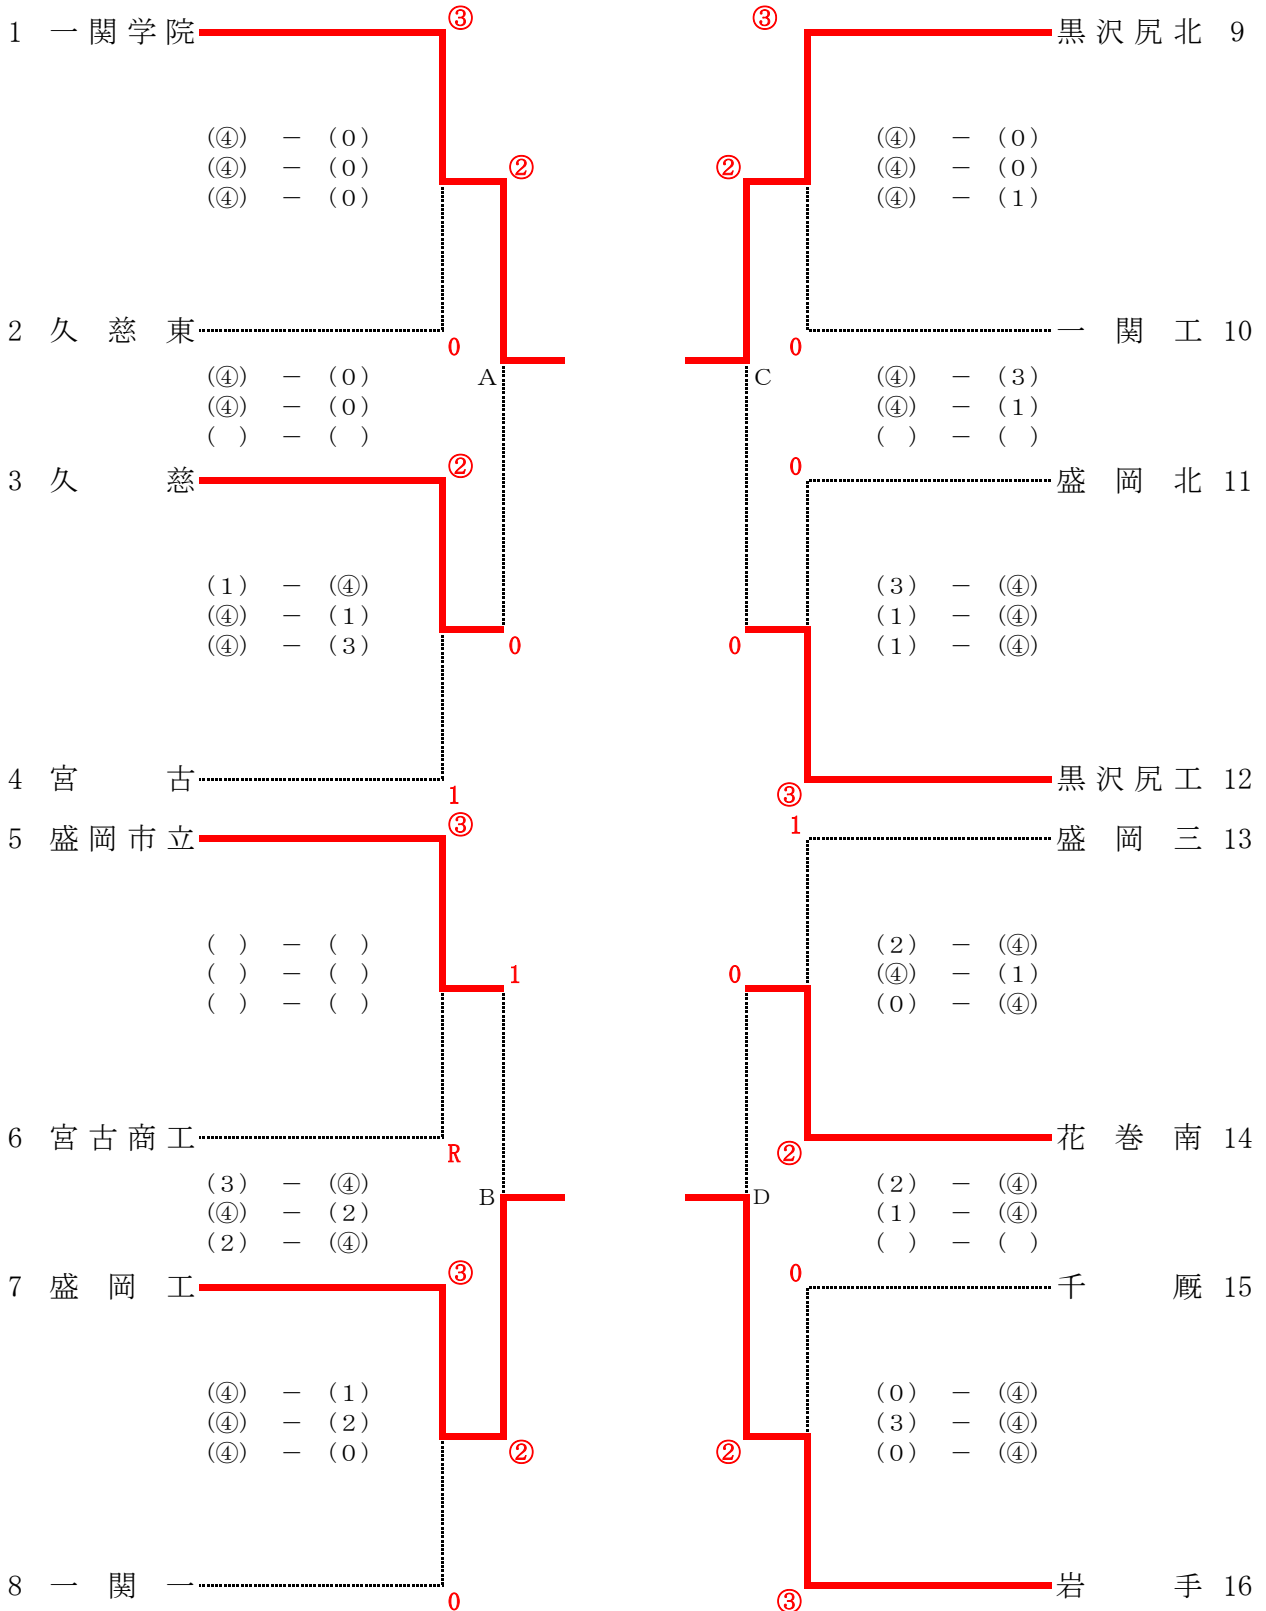 ③ ③
1 一関学院 黒沢尻北 9
(④) － (0) (④) － (0)
② ②
(④) － (0) (④) － (0)
(④) － (0) (④) － (1)
2 久慈東 一関工 10
0 0
(④) － (0) A C (④) － (3)
(④) － (0) (④) － (1)
( ) － ( ) ( ) － ( )
② 0
3 久慈 盛岡北 11
(1) － (④) (3) － (④)
(④) － (1) (1) － (④)
(④) － (3) 0 0 (1) － (④)
4 宮古 黒沢尻工 12
1 ③
③ 1
5 盛岡市立 盛岡三 13
( ) － ( ) (2) － (④)
( ) － ( ) 1 0 (④) － (1)
( ) － ( ) (0) － (④)
6 宮古商工 花巻南 14
R ②
(3) － (④) B D (2) － (④)
(④) － (2) (1) － (④)
(2) － (④) ( ) － ( )
③ 0
7 盛岡工 千厩 15
(④) － (1) (0) － (④)
(④) － (2) (3) － (④)
(④) － (0) ② ② (0) － (④)
8 一関一 岩手 16
0 ③